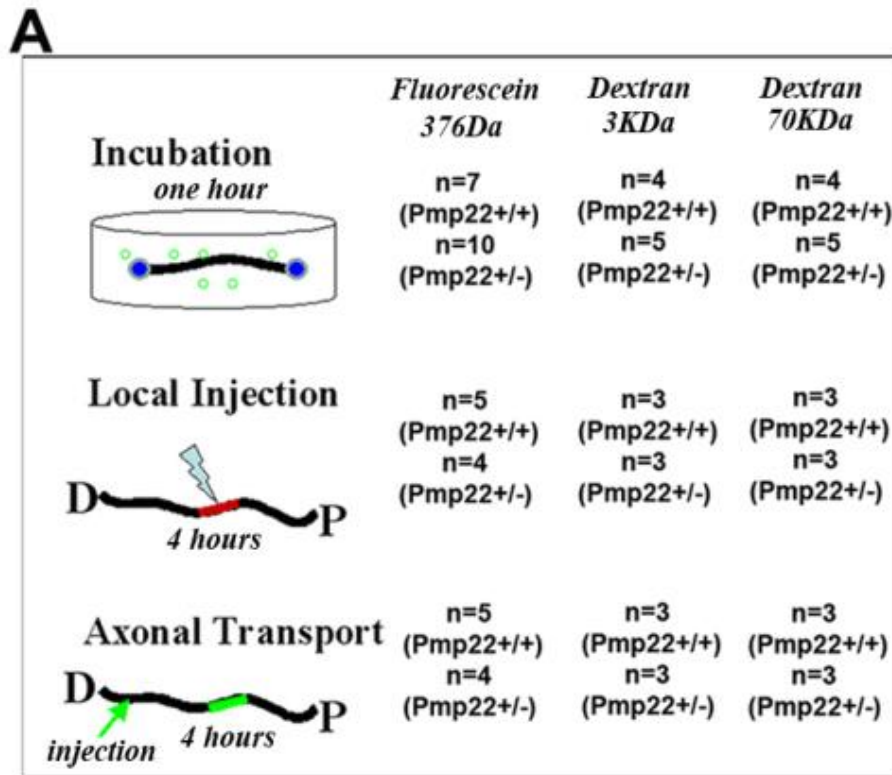 A
Fluorescein Dextran Dextran
376Da 3KDa 70KDa
Incubation
one hour
n=7 n=4 n=4
(Pmp22+/+) (Pmp22+/+) (Pmp22+/+)
n=10 n=5 n=5
(Pmp22+/-) (Pmp22+/-) (Pmp22+/-)
Local Injection
n=5 n=3 n=3
(Pmp22+/+) (Pmp22+/+) (Pmp22+/+)
n=4 n=3 n=3
D (Pmp22+/-) (Pmp22+/-) (Pmp22+/-)
P
4 hours
n=5 n=3 n=3
Axonal Transport (Pmp22+/+) (Pmp22+/+) (Pmp22+/+)
n=4 n=3 n=3
D (Pmp22+/-) (Pmp22+/-) (Pmp22+/-)
P
injection 4 hours